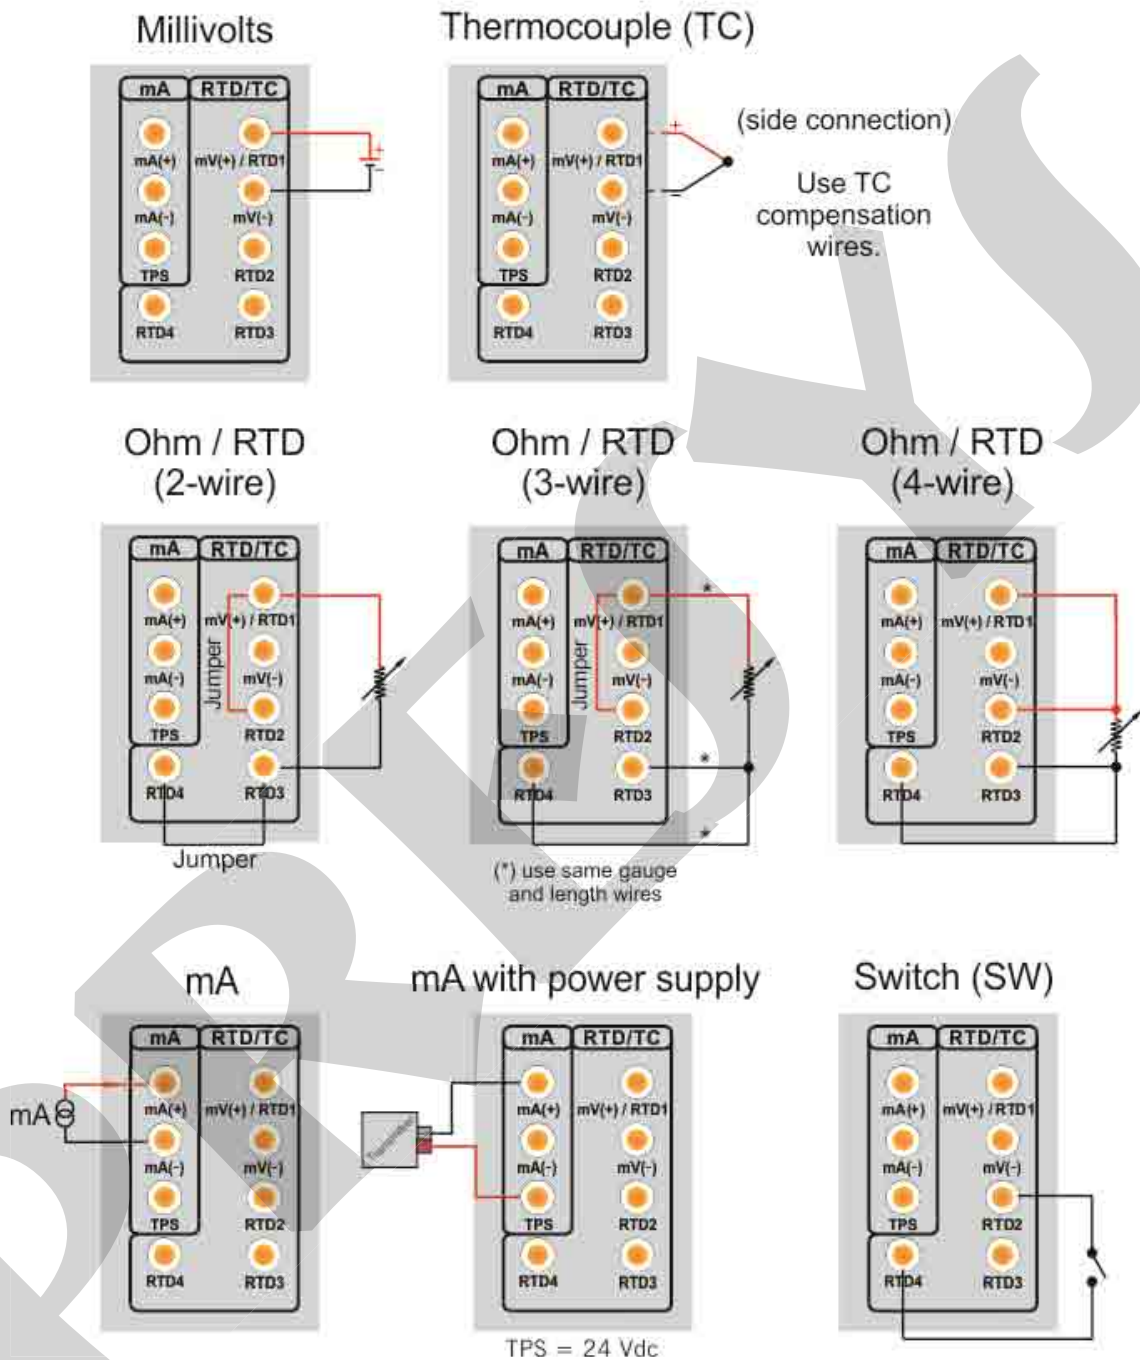 Millivolts
mA RTD/TC
mA(+) mV(+) / RTD1
mA(-) mV(-)
TPS RTD2
RTD4 RTD3
+
-
Thermocouple (TC)
mA RTD/TC
mA(+) mV(+) / RTD1
mA(-) mV(-)
TPS RTD2
RTD4 RTD3
+
-
(side connection)
Use TC
compensation
wires.
Ohm / RTD
(2-wire)
mA RTD/TC
mA(+) mV(+) / RTD1
mA(-) mV(-)
TPS RTD2
RTD4 RTD3
Jumper
Jumper
Ohm / RTD
(3-wire)
mA RTD/TC
mA(+) mV(+) / RTD1
mA(-) mV(-)
TPS RTD2
RTD4 RTD3
Jumper
*
*
*
(*) use same gauge
and length wires
Ohm / RTD
(4-wire)
mA RTD/TC
mA(+) mV(+) / RTD1
mA(-) mV(-)
TPS RTD2
RTD4 RTD3
mA
mA RTD/TC
mA(+) mV(+) / RTD1
mA(-) mV(-)
TPS RTD2
RTD4 RTD3
mA
mA with power supply
mA RTD/TC
mA(+) mV(+) / RTD1
mA(-) mV(-)
TPS RTD2
RTD4 RTD3
Transmitter
TPS = 24 Vdc
Switch (SW)
mA RTD/TC
mA(+) mV(+) / RTD1
mA(-) mV(-)
TPS RTD2
RTD4 RTD3
PRESYS